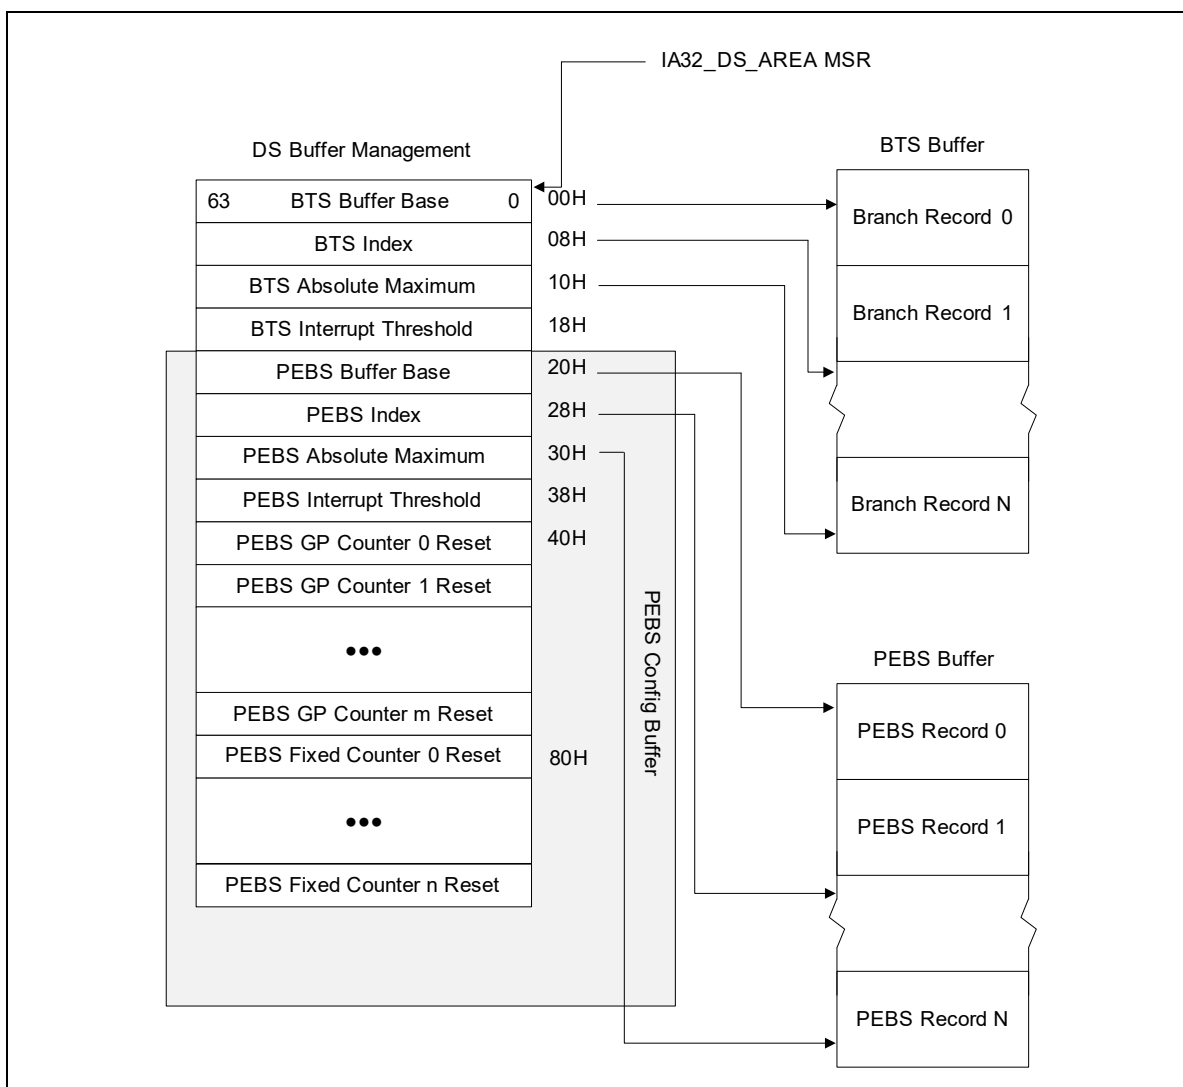 IA32_DS_AREA MSR
DS Buffer Management
63 BTS Buffer Base 0 00H
BTS Index 08H
BTS Absolute Maximum 10H
BTS Interrupt Threshold 18H
PEBS Buffer Base 20H
PEBS Index 28H
PEBS Absolute Maximum 30H
PEBS Interrupt Threshold 38H
PEBS GP Counter 0 Reset 40H
PEBS GP Counter 1 Reset
•••
PEBS GP Counter m Reset
PEBS Fixed Counter 0 Reset 80H
•••
PEBS Fixed Counter n Reset
PEBS Config Buffer
BTS Buffer
Branch Record 0
Branch Record 1
Branch Record N
PEBS Buffer
PEBS Record 0
PEBS Record 1
PEBS Record N